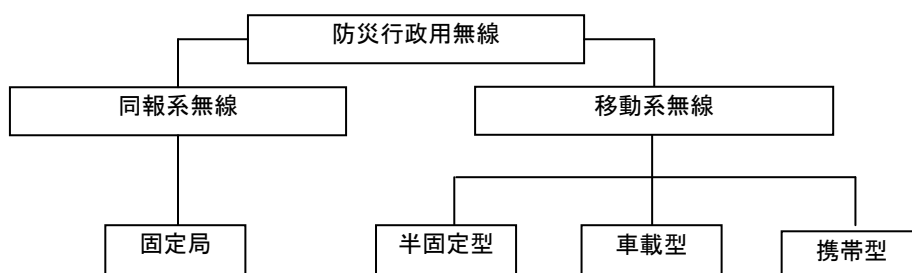 防災行政用無線
同報系無線
移動系無線
固定局
半固定型
車載型
携帯型